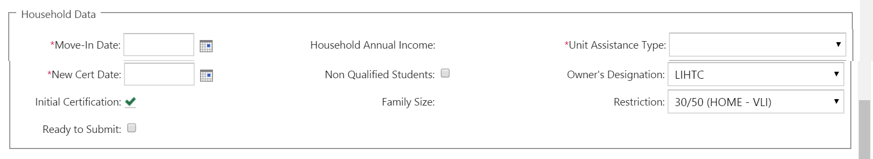 Household Data
*Move-In Date: Household Annual Income: *Unit Assistance Type:
*New Cert Date: Non Qualified Students: Owner's Designation: LIHTC
Initial Certification: Family Size: Restriction: 30/50 (HOME - VLI)
Ready to Submit: